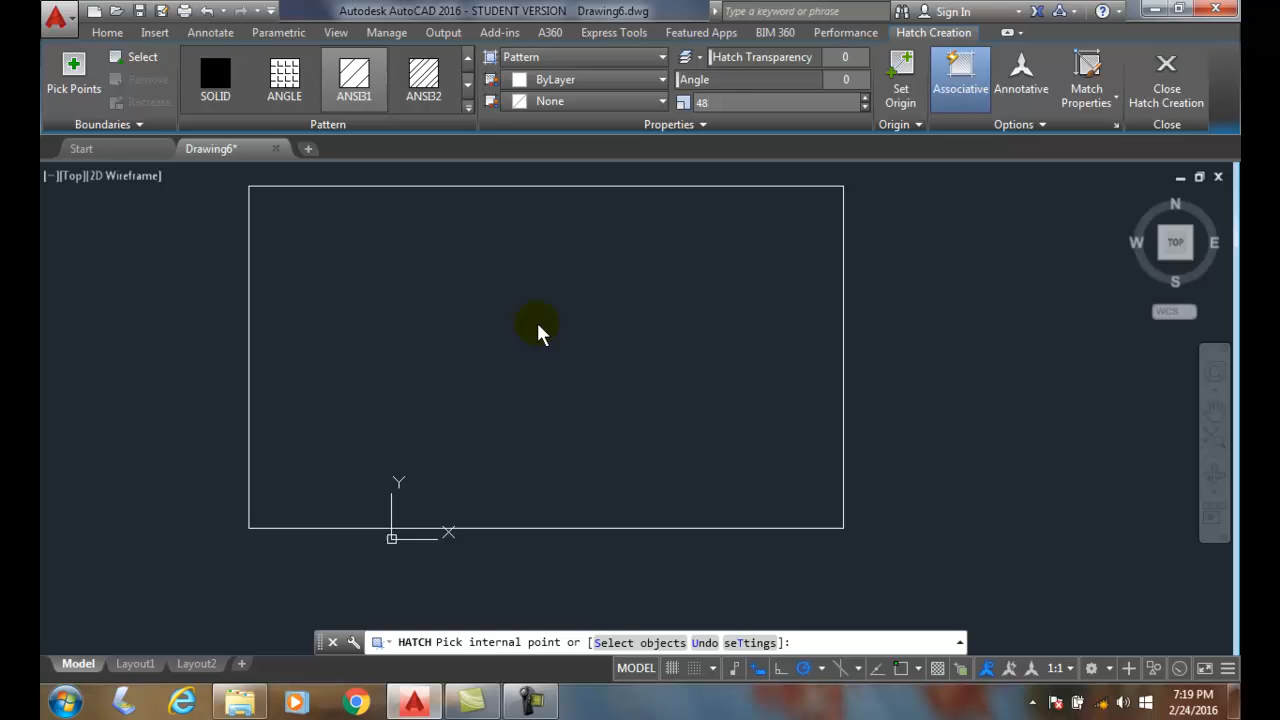 Autodesk AutoCAD 2016 - STUDENT VERSION Drawing6.dwg
Type a keyword or phrase
Sign In
Home Insert Annotate Parametric View Manage Output Add-ins A360 Express Tools Featured Apps BIM 360 Performance Hatch Creation
Pick Points
Select
Remove
Recreate
Boundaries
SOLID
ANGLE
ANSI31
ANSI32
Pattern
Pattern
ByLayer
None
Hatch Transparency 0
Angle 0
48
Properties
Set
Origin
Origin
Associative
Annotative
Match
Properties
Options
Close
Hatch Creation
Close
Start
Drawing6*
[−][Top][2D Wireframe]
N
W TOP E
S
WCS
Y
X
HATCH Pick internal point or [Select objects Undo seTtings]:
Model Layout1 Layout2
MODEL
1:1
7:19 PM
2/24/2016